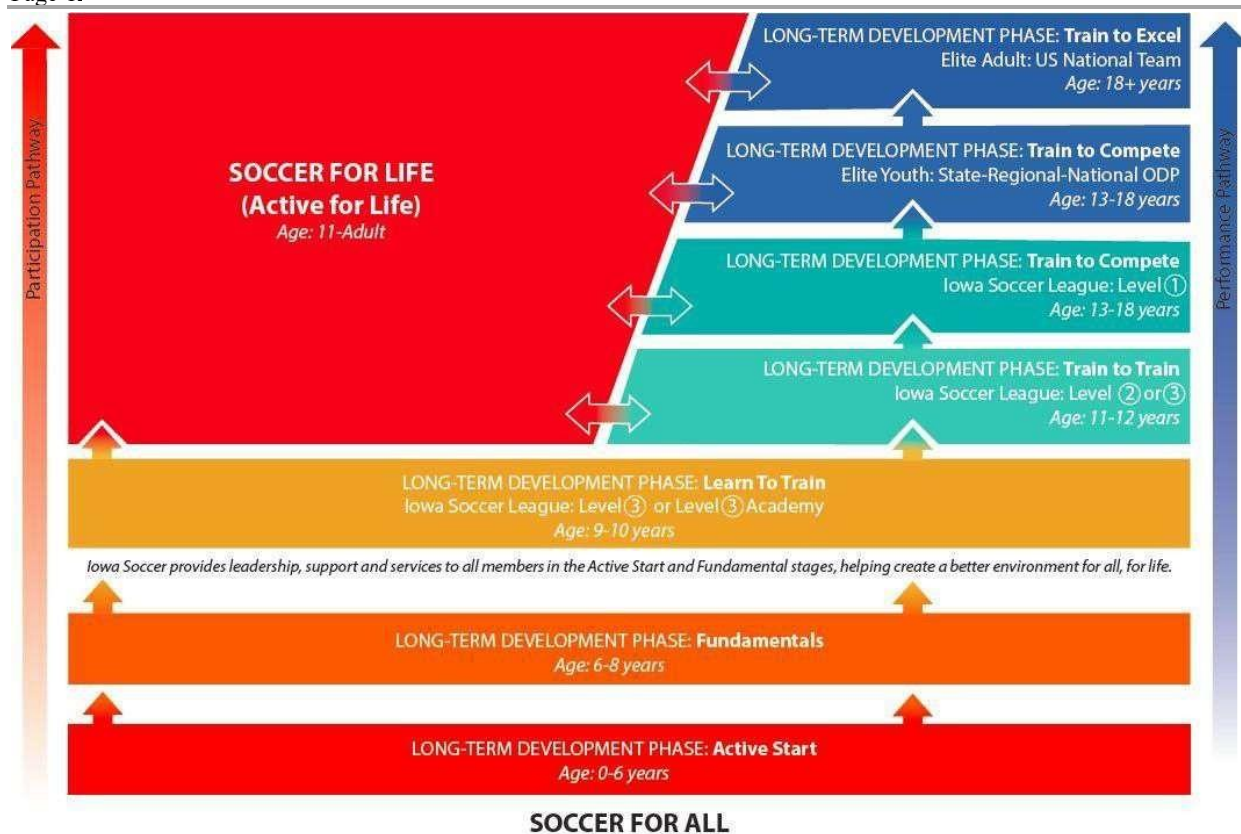 Participation Pathway
SOCCER FOR LIFE
(Active for Life)
Age: 11-Adult
LONG-TERM DEVELOPMENT PHASE: Train to Excel
Elite Adult: US National Team
Age: 18+ years
LONG-TERM DEVELOPMENT PHASE: Train to Compete
Elite Youth: State-Regional-National ODP
Age: 13-18 years
LONG-TERM DEVELOPMENT PHASE: Train to Compete
Iowa Soccer League: Level ①
Age: 13-18 years
LONG-TERM DEVELOPMENT PHASE: Train to Train
Iowa Soccer League: Level ② or ③
Age: 11-12 years
Performance Pathway
LONG-TERM DEVELOPMENT PHASE: Learn To Train
Iowa Soccer League: Level ③ or Level ③ Academy
Age: 9-10 years
Iowa Soccer provides leadership, support and services to all members in the Active Start and Fundamental stages, helping create a better environment for all, for life.
LONG-TERM DEVELOPMENT PHASE: Fundamentals
Age: 6-8 years
LONG-TERM DEVELOPMENT PHASE: Active Start
Age: 0-6 years
SOCCER FOR ALL